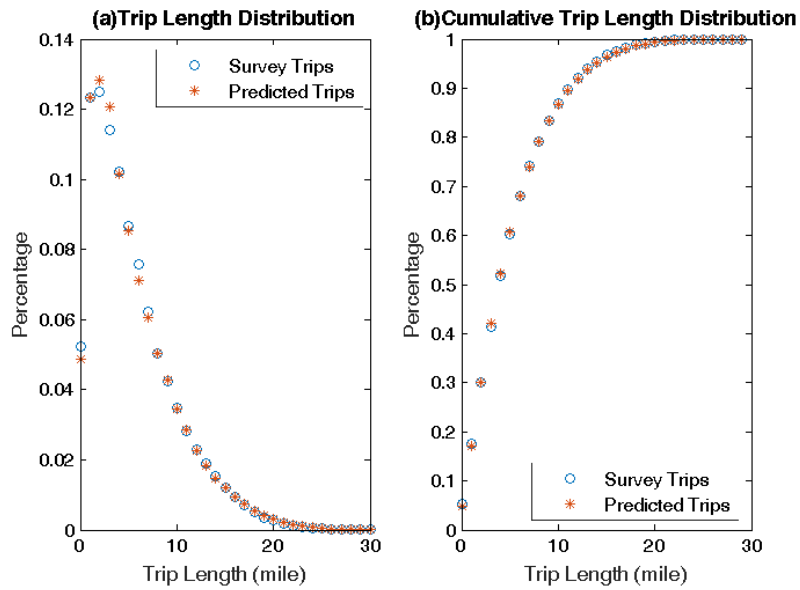 (a)Trip Length Distribution
0.14
0.12
0.1
0.08
0.06
0.04
0.02
0
0
10
20
30
Percentage
Trip Length (mile)
Survey Trips
Predicted Trips
(b)Cumulative Trip Length Distribution
1
0.9
0.8
0.7
0.6
0.5
0.4
0.3
0.2
0.1
0
0
10
20
30
Percentage
Trip Length (mile)
Survey Trips
Predicted Trips